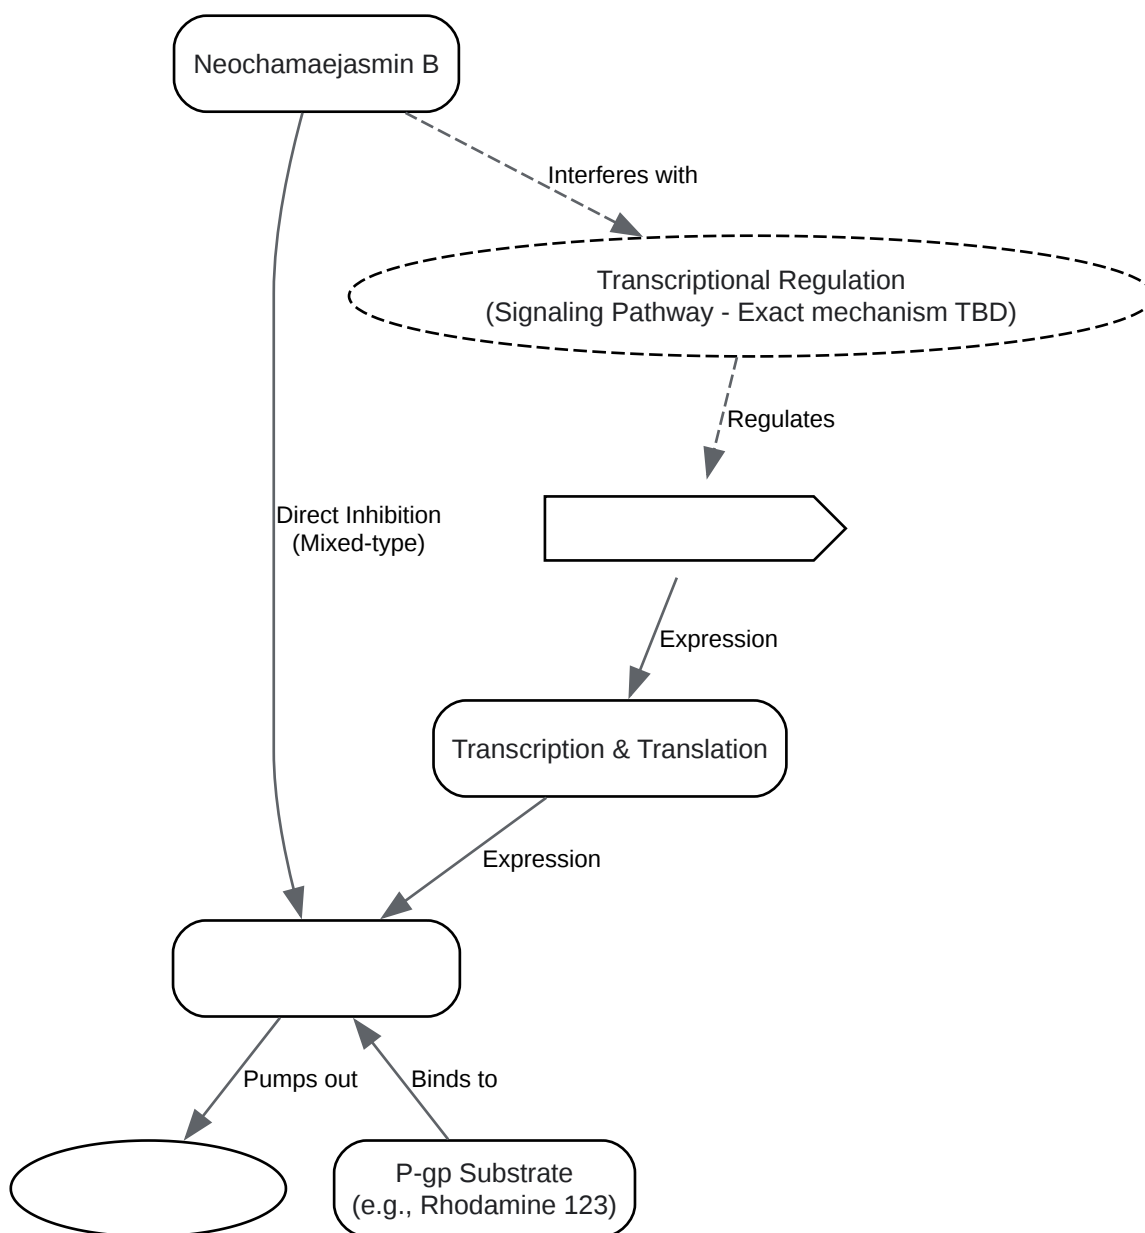 Neochamaejasmin B
Interferes with
Transcriptional Regulation
(Signaling Pathway - Exact mechanism TBD)
Regulates
Direct Inhibition
(Mixed-type)
Expression
Transcription & Translation
Expression
Pumps out
Binds to
P-gp Substrate
(e.g., Rhodamine 123)